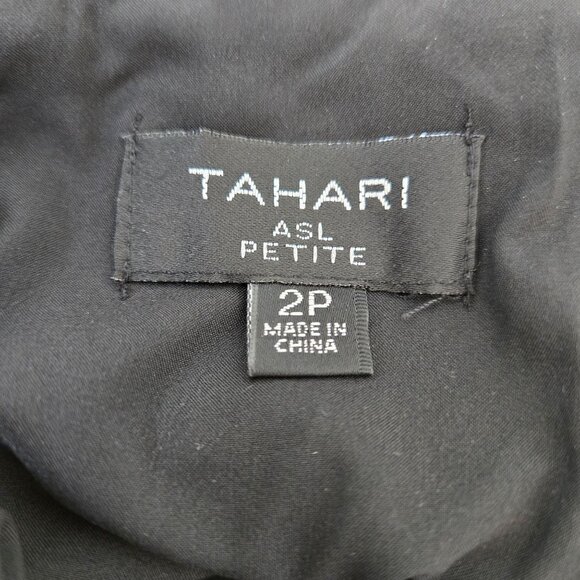 TAHARI
ASL
PETITE
2P
MADE IN
CHINA